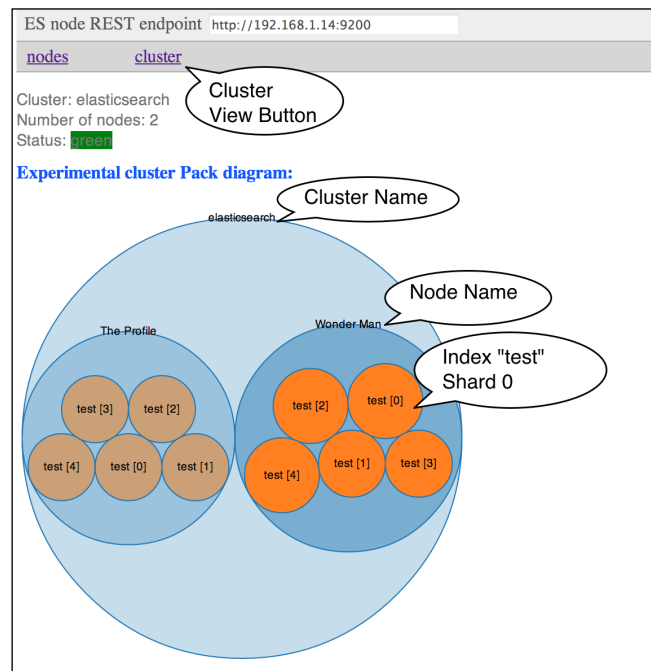 ES node REST endpoint http://192.168.1.14:9200
nodes cluster
Cluster
View Button
Cluster: elasticsearch
Number of nodes: 2
Status: green
Experimental cluster Pack diagram:
Cluster Name
elasticsearch
Node Name
The Profile
Wonder Man
Index "test"
Shard 0
test [3]
test [2]
test [4]
test [0]
test [1]
test [2]
test [0]
test [4]
test [1]
test [3]